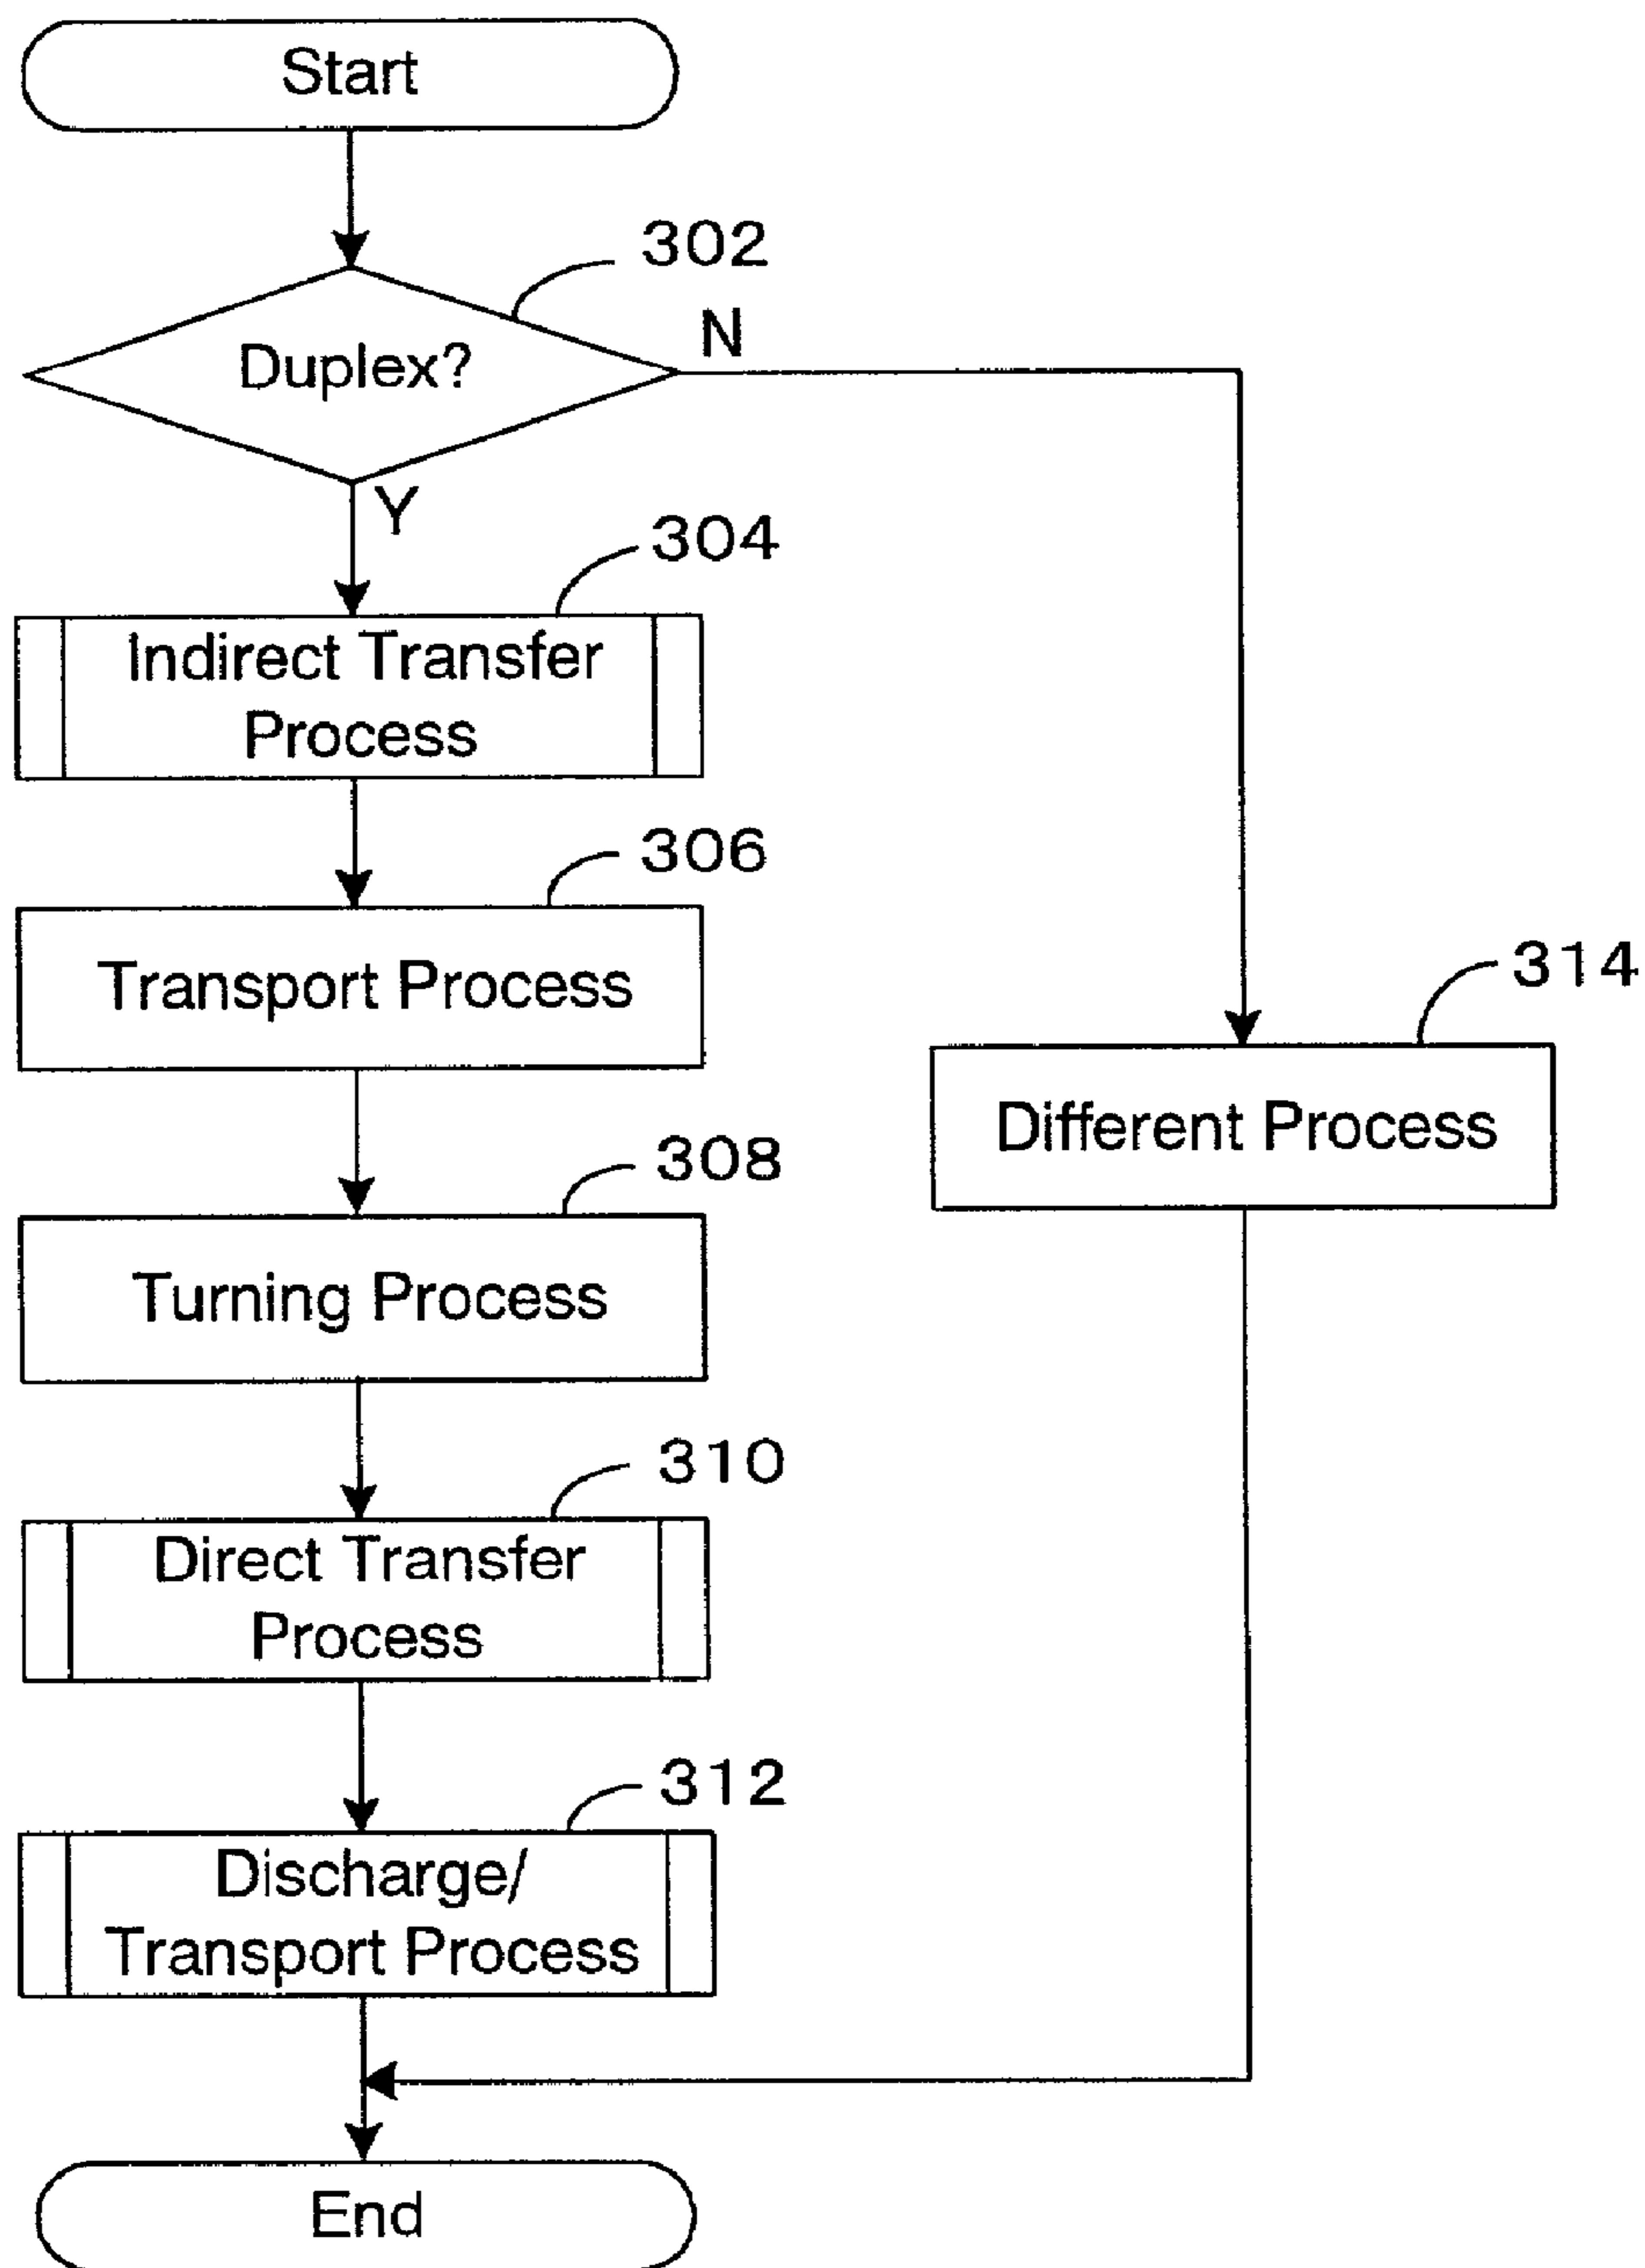 Start
302
Duplex?
N
Y
304
Indirect Transfer
Process
306
Transport Process
314
Different Process
308
Turning Process
310
Direct Transfer
Process
312
Discharge/
Transport Process
End